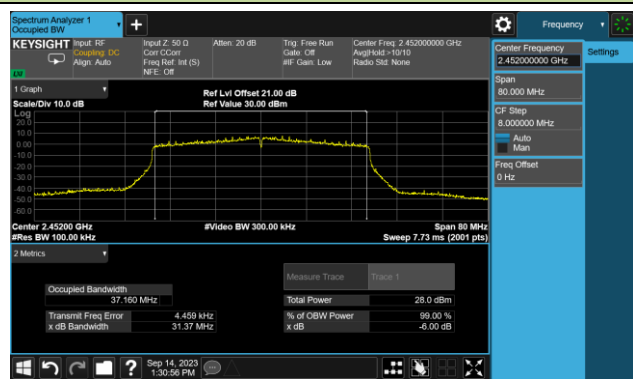 Spectrum Analyzer 1
Occupied BW
+
Frequency
KEYSIGHT Input: RF Input Z: 50 Ω Atten: 20 dB Trig: Free Run Center Freq: 2.452000000 GHz
Coupling: DC Corr CCorr Gate: Off Avg|Hold:>10/10
Align: Auto Freq Ref: Int (S) #IF Gain: Low Radio Std: None
NFE: Off
Center Frequency
2.452000000 GHz
Settings
Span
80.000 MHz
CF Step
8.000000 MHz
Auto
Man
Freq Offset
0 Hz
1 Graph
Ref Lvl Offset 21.00 dB
Scale/Div 10.0 dB Ref Value 30.00 dBm
Log
20.0
10.0
0.00
-10.0
-20.0
-30.0
-40.0
-50.0
-60.0
Center 2.45200 GHz #Video BW 300.00 kHz Span 80 MHz
#Res BW 100.00 kHz Sweep 7.73 ms (2001 pts)
2 Metrics
Measure Trace Trace 1
Occupied Bandwidth
37.160 MHz Total Power 28.0 dBm
Transmit Freq Error 4.459 kHz % of OBW Power 99.00 %
x dB Bandwidth 31.37 MHz x dB -6.00 dB
? Sep 14, 2023
1:30:56 PM